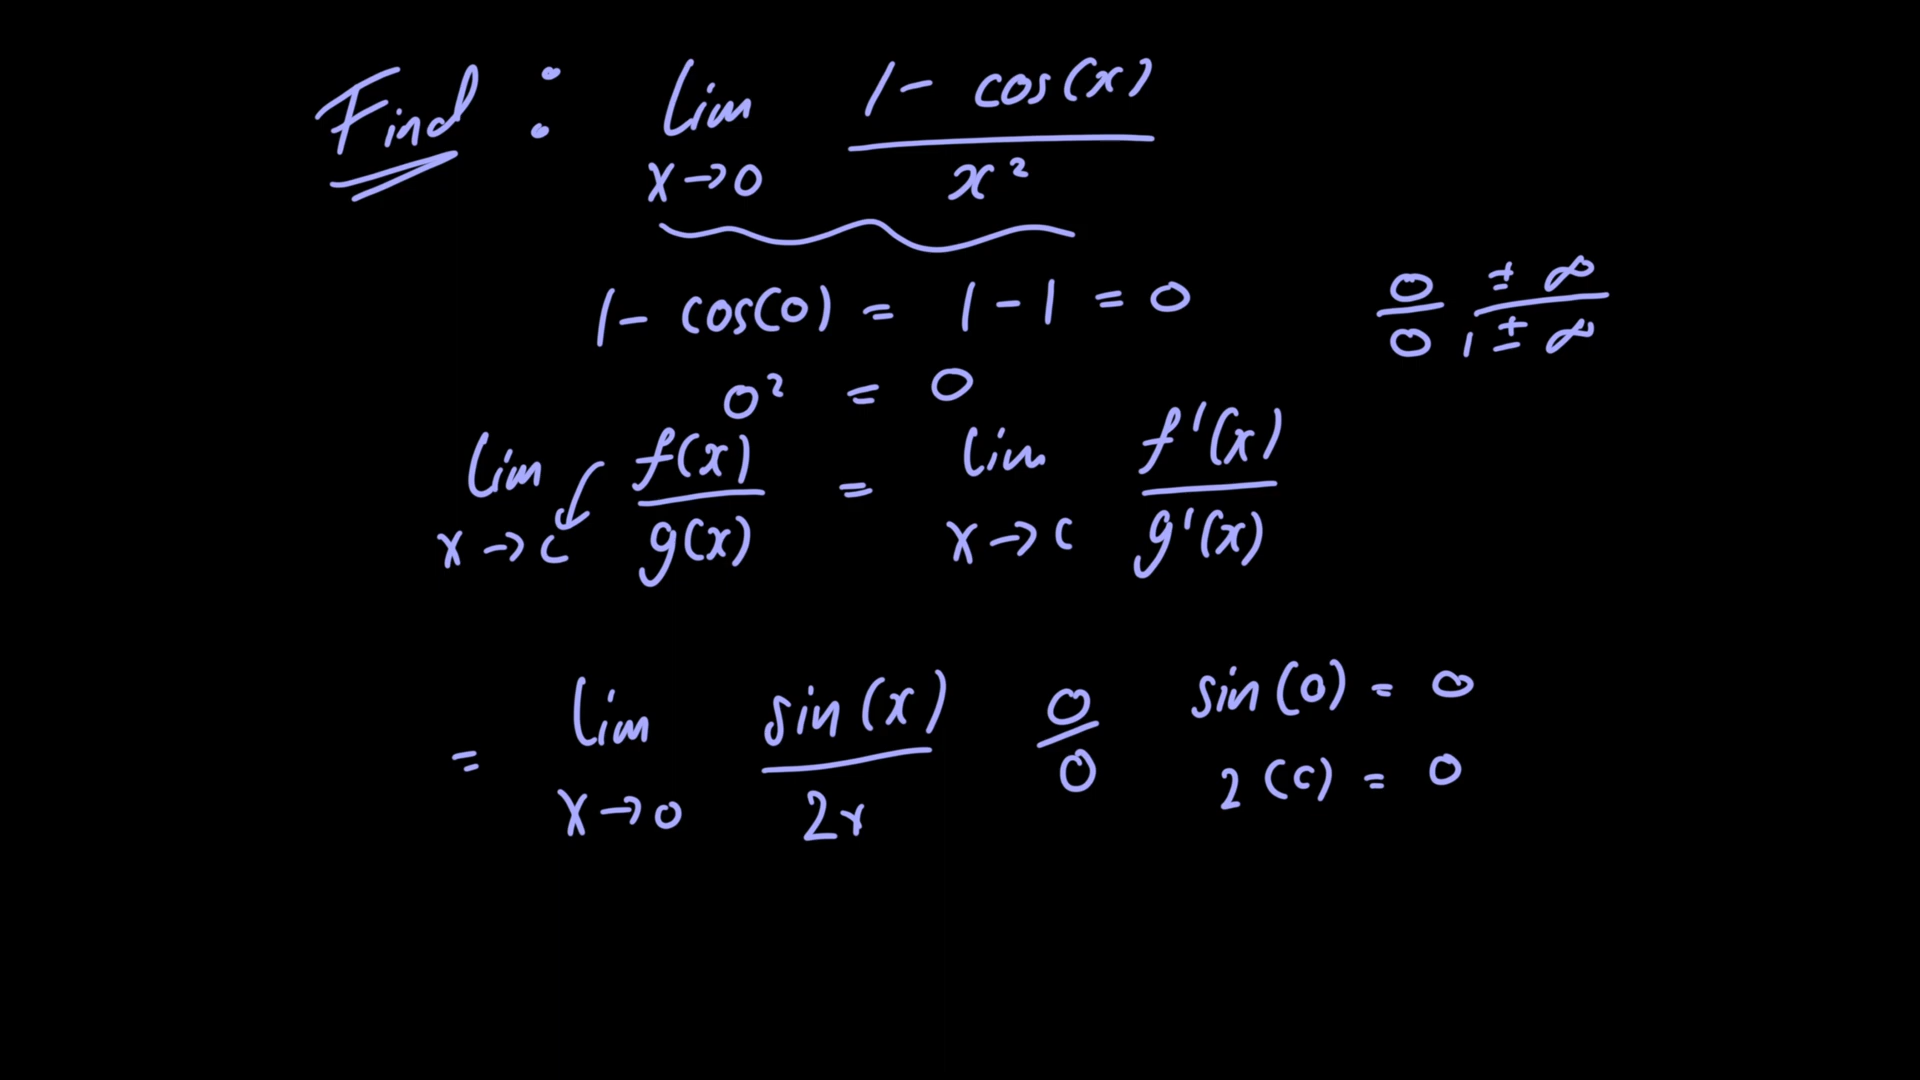 Find : lim x→0 (1 - cos(x)) / x²
1 - cos(0) = 1 - 1 = 0
0/0 , ±∞/±∞
0² = 0
lim x→c f(x)/g(x) = lim x→c f'(x)/g'(x)
= lim x→0 sin(x)/2x 0/0 sin(0) = 0
2(c) = 0